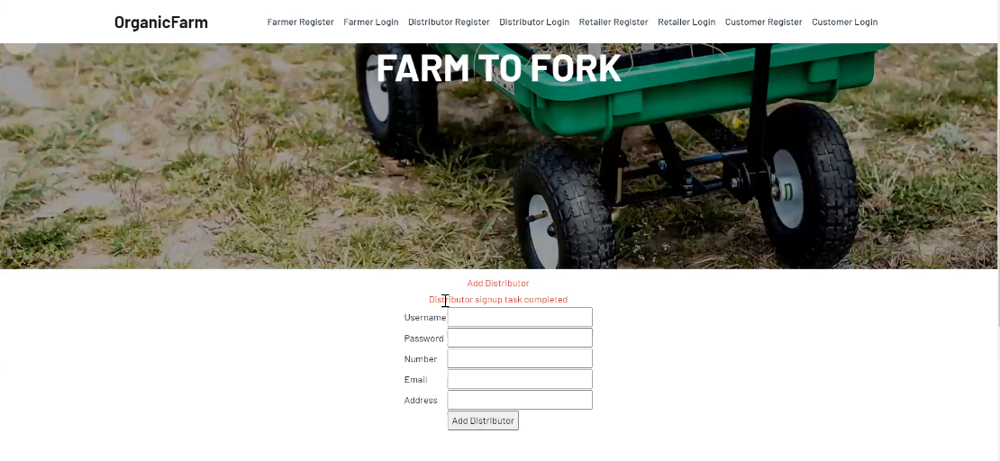 OrganicFarm Farmer Register Farmer Login Distributor Register Distributor Login Retailer Register Retailer Login Customer Register Customer Login
FARM TO FORK
Add Distributor
Distributor signup task completed
Username
Password
Number
Email
Address
Add Distributor